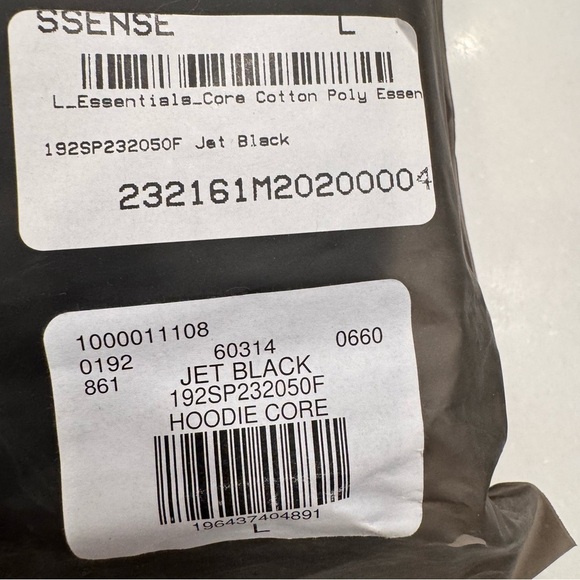 SSENSE L
L_Essentials_Core Cotton Poly Essen
192SP232050F Jet Black
232161M20200004
1000011108
0192 60314 0660
861 JET BLACK
192SP232050F
HOODIE CORE
196437404891
L